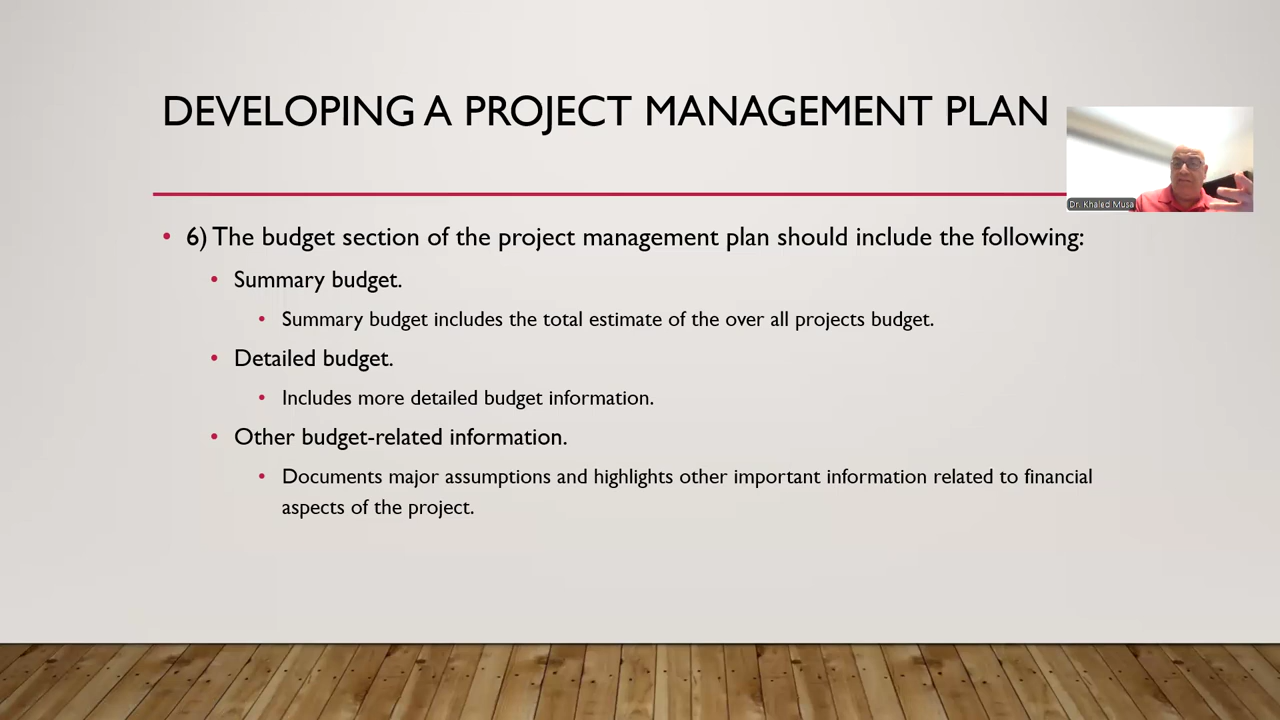 DEVELOPING A PROJECT MANAGEMENT PLAN
Dr. Khaled Musa
• 6) The budget section of the project management plan should include the following:
• Summary budget.
• Summary budget includes the total estimate of the over all projects budget.
• Detailed budget.
• Includes more detailed budget information.
• Other budget-related information.
• Documents major assumptions and highlights other important information related to financial
aspects of the project.